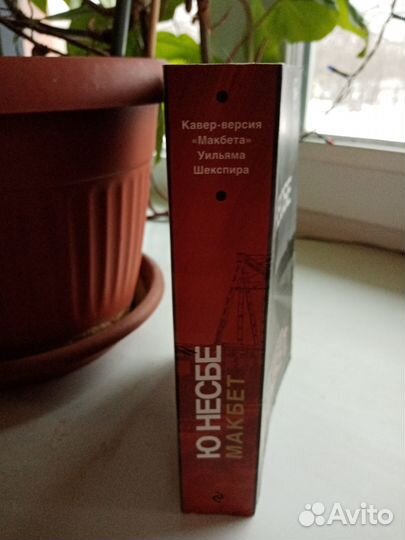 Кавер-версия
«Макбета»
Уильяма
Шекспира
Ю НЕСБЕ
МАКБЕТ
Avito